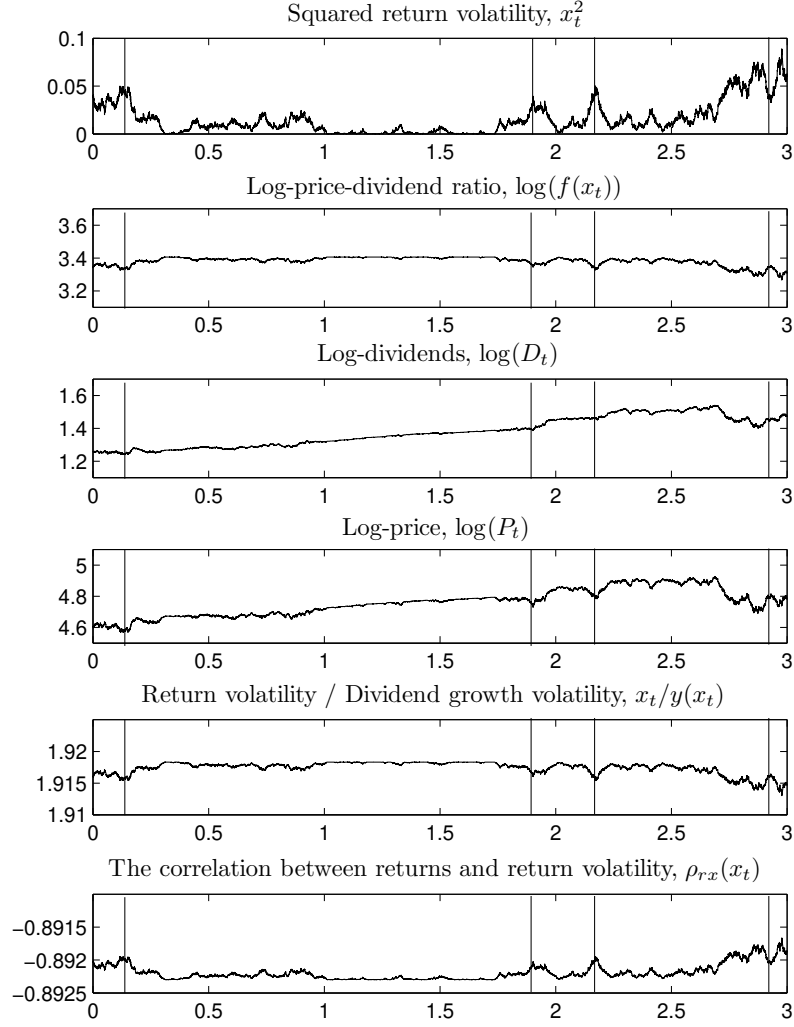 Squared return volatility, x_t^2
0.1
0.05
0
0 0.5 1 1.5 2 2.5 3
Log-price-dividend ratio, log(f(x_t))
3.6
3.4
3.2
0 0.5 1 1.5 2 2.5 3
Log-dividends, log(D_t)
1.6
1.4
1.2
0 0.5 1 1.5 2 2.5 3
Log-price, log(P_t)
5
4.8
4.6
0 0.5 1 1.5 2 2.5 3
Return volatility / Dividend growth volatility, x_t/y(x_t)
1.92
1.915
1.91
0 0.5 1 1.5 2 2.5 3
The correlation between returns and return volatility, ρ_{rx}(x_t)
−0.8915
−0.892
−0.8925
0 0.5 1 1.5 2 2.5 3